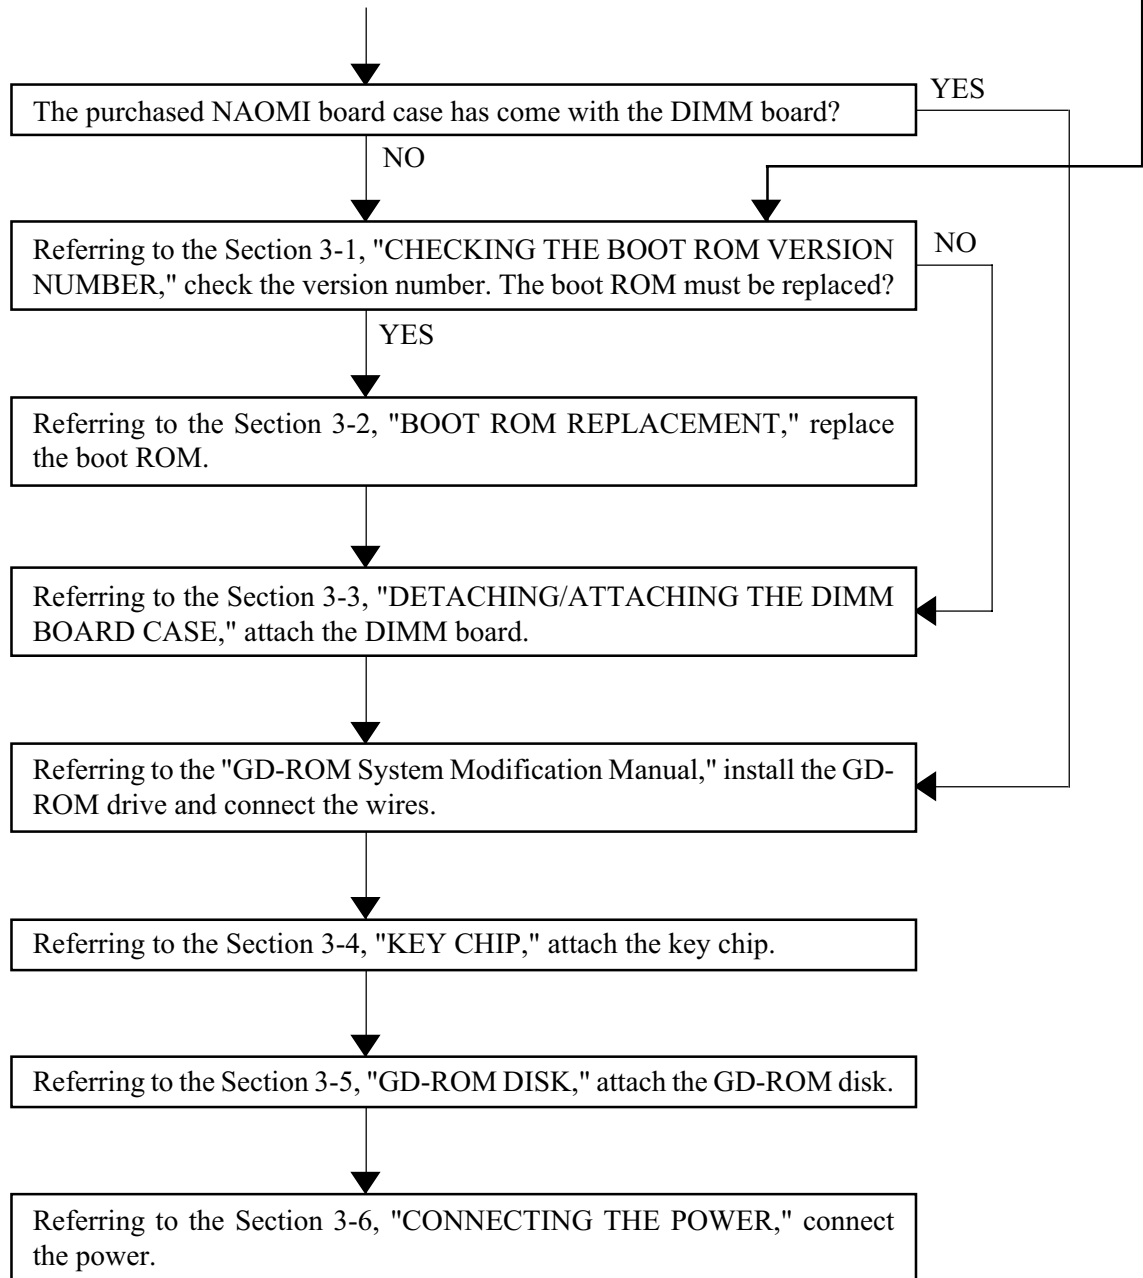 The purchased NAOMI board case has come with the DIMM board?
YES
NO
Referring to the Section 3-1, "CHECKING THE BOOT ROM VERSION
NUMBER," check the version number. The boot ROM must be replaced?
NO
YES
Referring to the Section 3-2, "BOOT ROM REPLACEMENT," replace
the boot ROM.
Referring to the Section 3-3, "DETACHING/ATTACHING THE DIMM
BOARD CASE," attach the DIMM board.
Referring to the "GD-ROM System Modification Manual," install the GD-
ROM drive and connect the wires.
Referring to the Section 3-4, "KEY CHIP," attach the key chip.
Referring to the Section 3-5, "GD-ROM DISK," attach the GD-ROM disk.
Referring to the Section 3-6, "CONNECTING THE POWER," connect
the power.